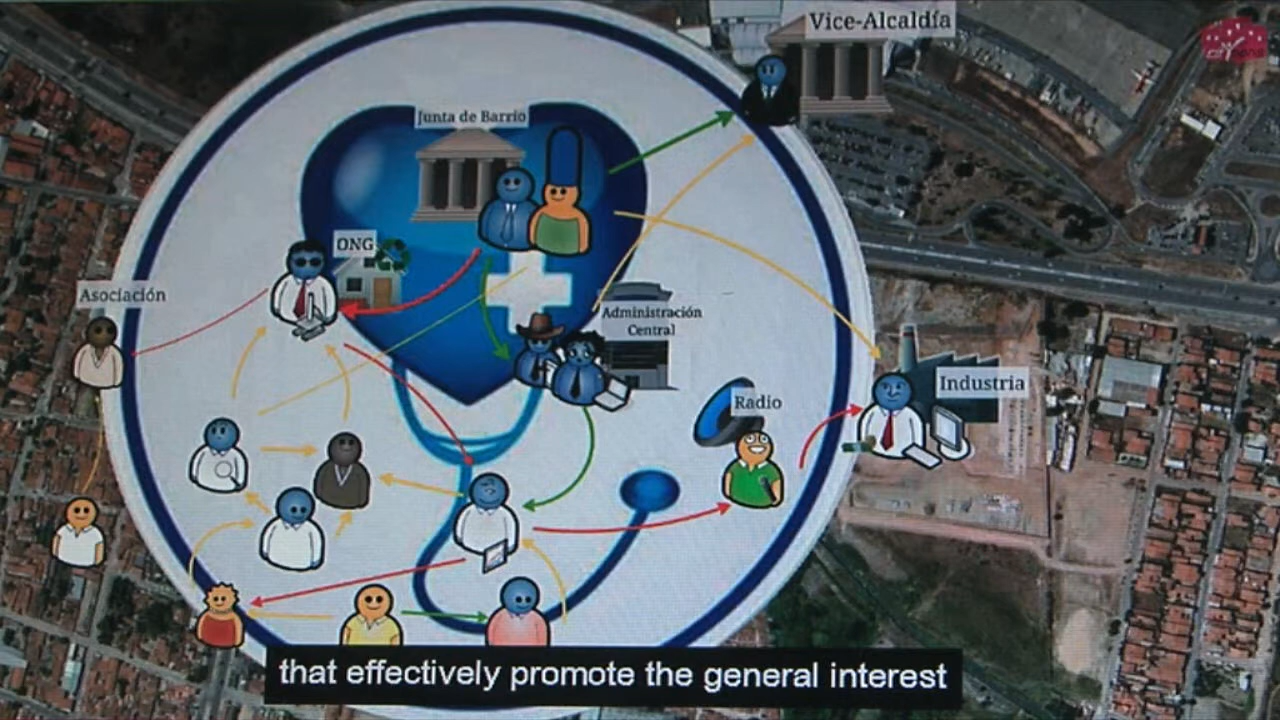 Vice-Alcaldía
Junta de Barrio
ONG
Asociación
Administración
Central
Industria
Radio
that effectively promote the general interest